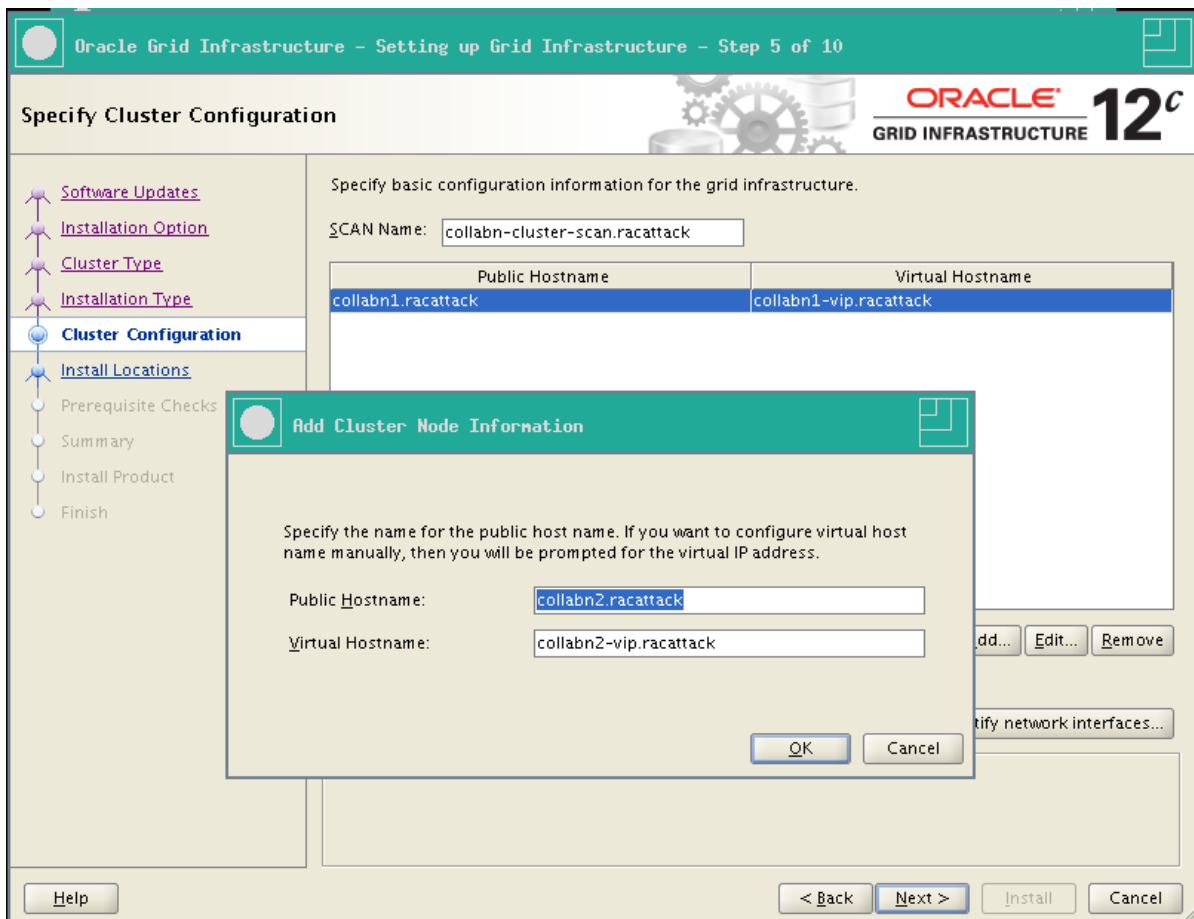 Oracle Grid Infrastructure - Setting up Grid Infrastructure - Step 5 of 10
Specify Cluster Configuration
ORACLE
GRID INFRASTRUCTURE 12c
Software Updates
Installation Option
Cluster Type
Installation Type
Cluster Configuration
Install Locations
Prerequisite Checks
Summary
Install Product
Finish
Specify basic configuration information for the grid infrastructure.
SCAN Name: collabn-cluster-scan.racattack
Public Hostname Virtual Hostname
collabn1.racattack collabn1-vip.racattack
Add Cluster Node Information
Specify the name for the public host name. If you want to configure virtual host
name manually, then you will be prompted for the virtual IP address.
Public Hostname: collabn2.racattack
Virtual Hostname: collabn2-vip.racattack
OK Cancel
dd... Edit... Remove
tify network interfaces...
Help < Back Next > Install Cancel